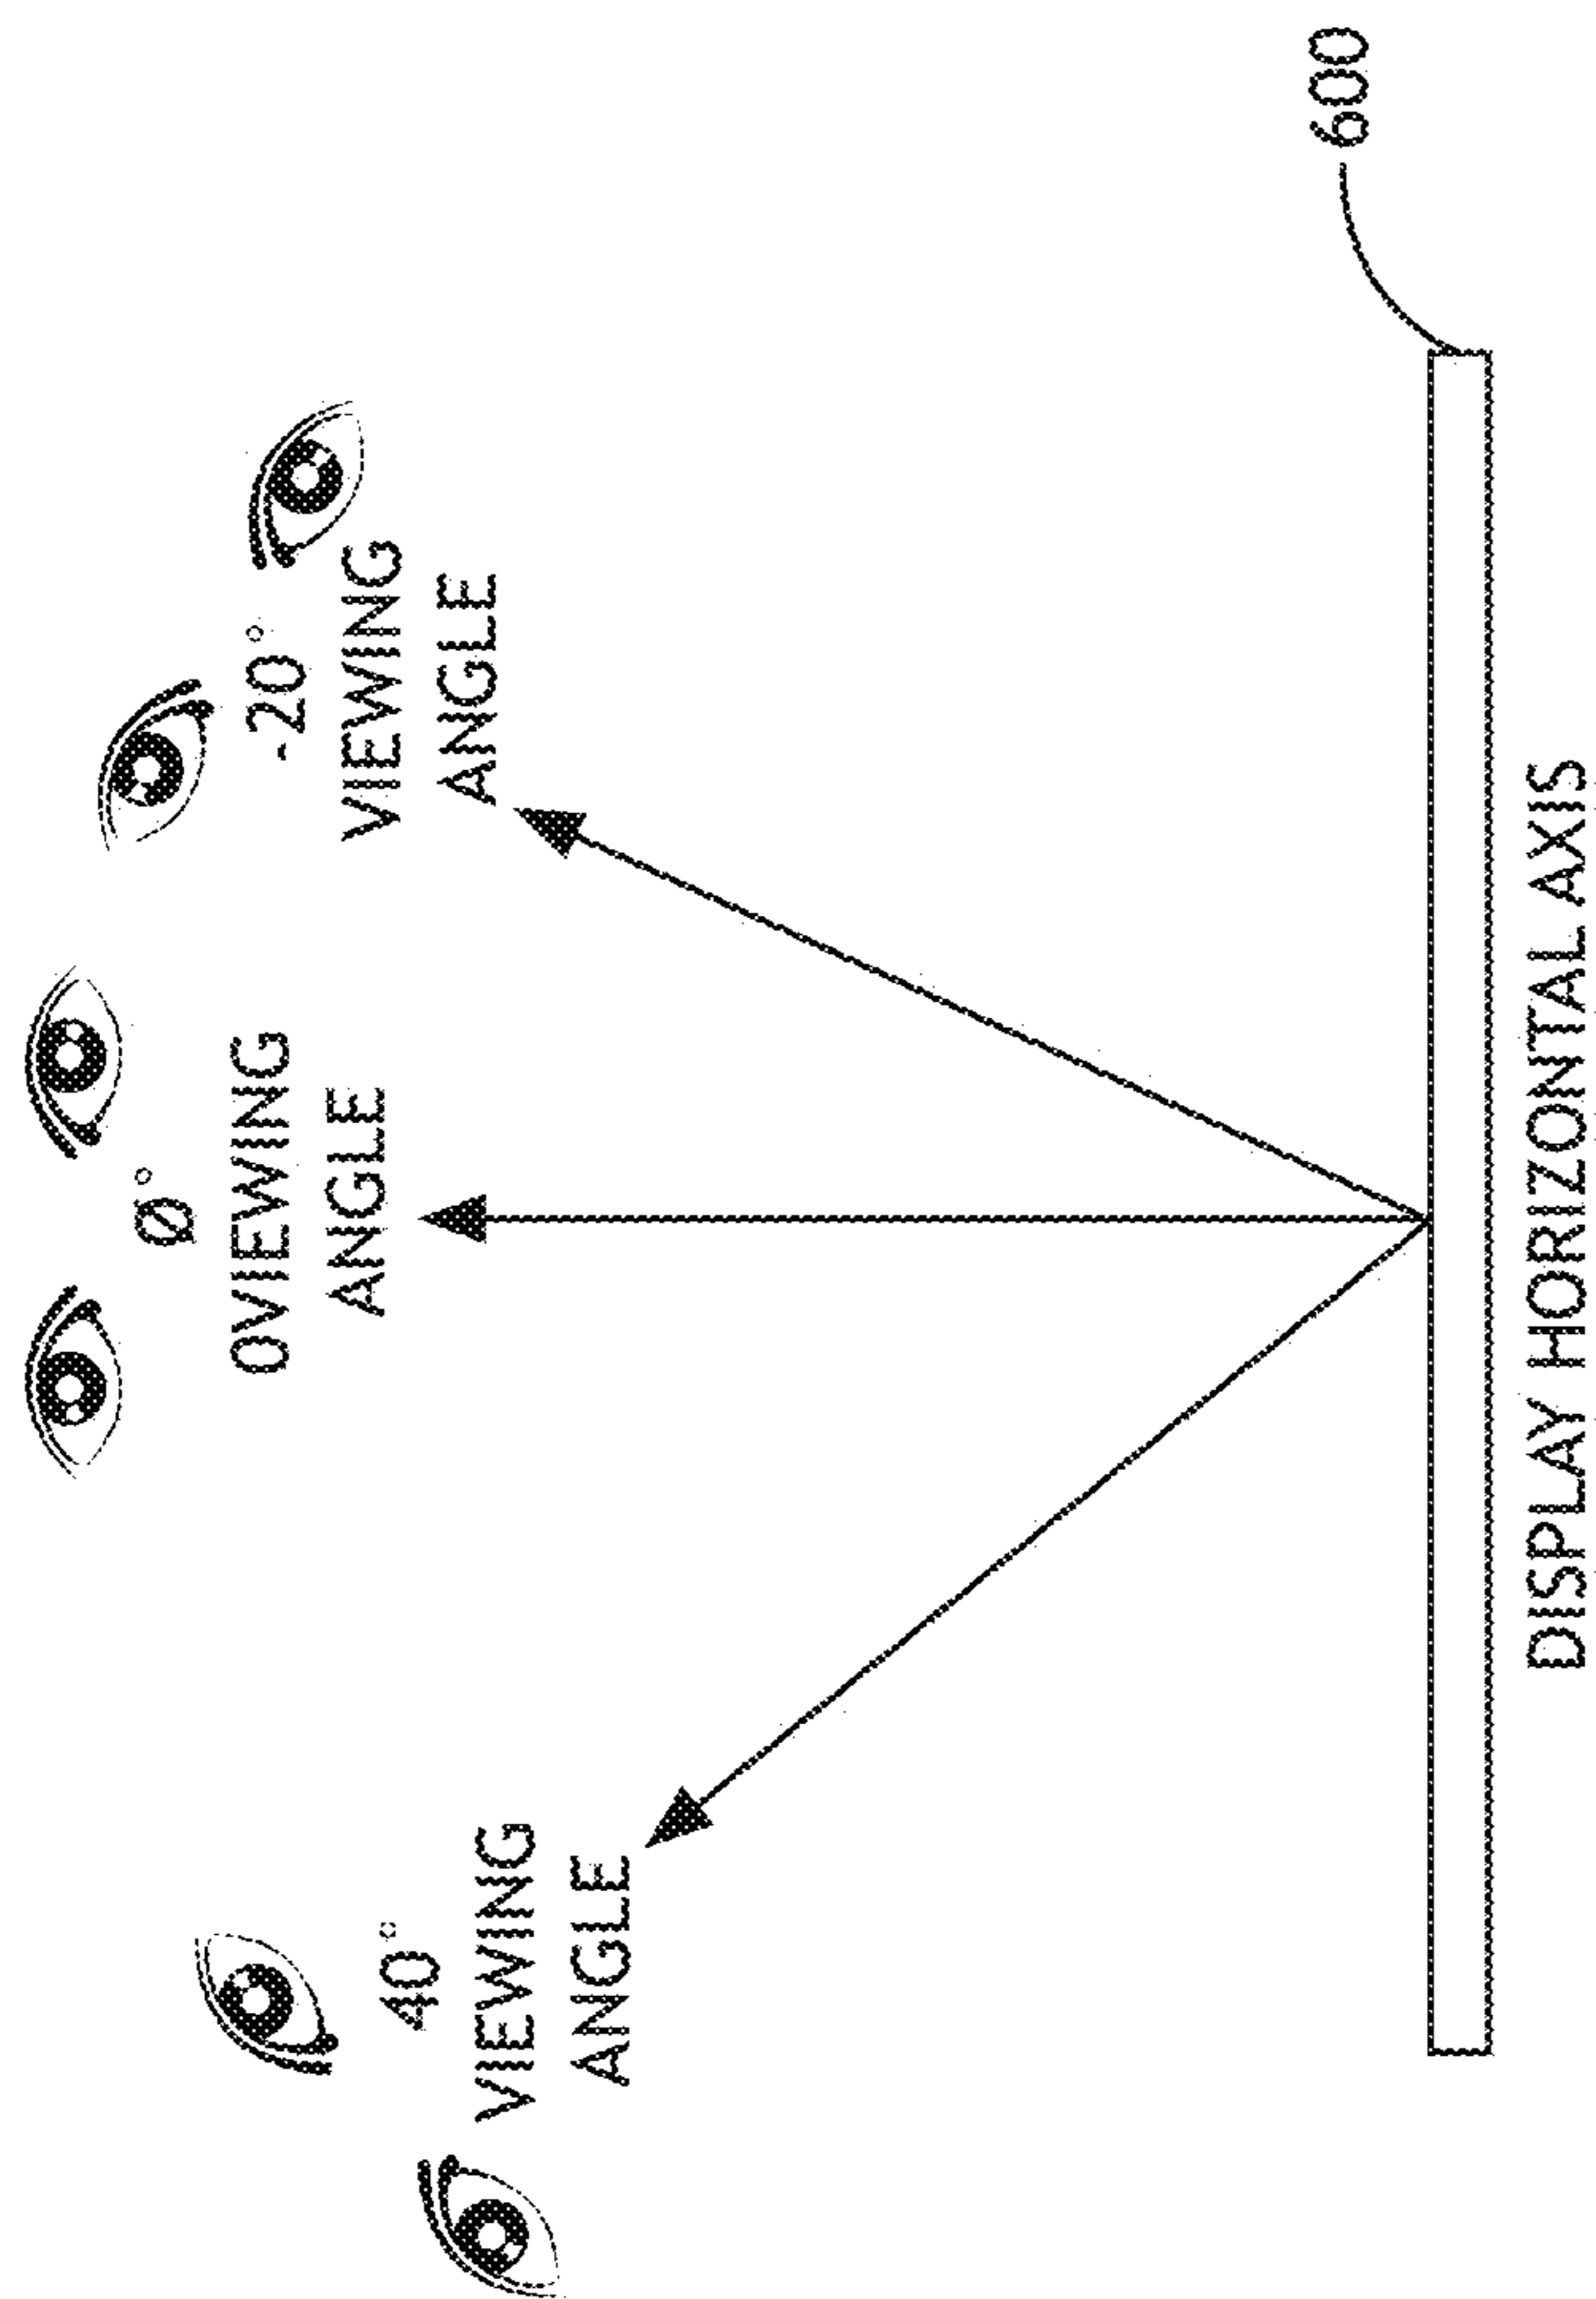 40°
VIEWING
ANGLE
Ø°
0VIEWING
ANGLE
-20°
VIEWING
ANGLE
600
DISPLAY HORIZONTAL AXIS